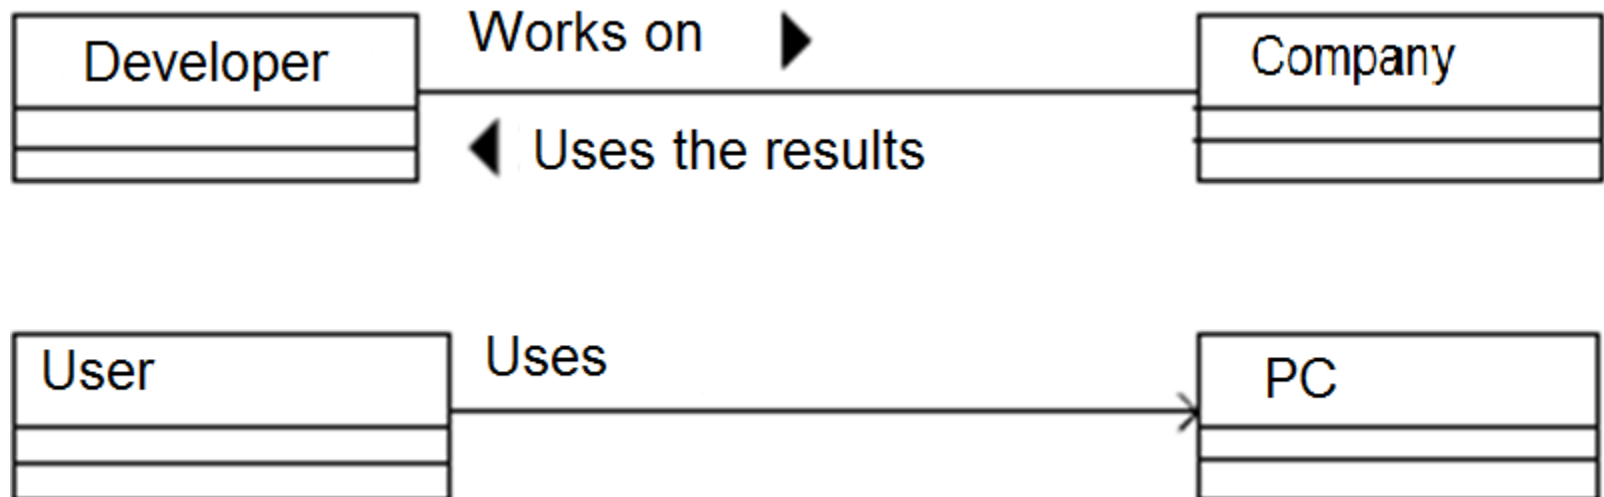 Developer
Works on
Company
Uses the results
User
Uses
PC